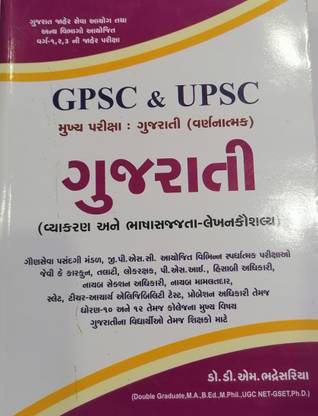 ગુજરાત જાહેર સેવા આયોગ તથા
અન્ય વિભાગો આયોજિત
વર્ગ-૧,૨,૩ ની જાહેર પરીક્ષા
GPSC & UPSC
મુખ્ય પરીક્ષા : ગુજરાતી (વર્ણનાત્મક)
ગુજરાતી
(વ્યાકરણ અને ભાષાસજ્જતા-લેખનકૌશલ્ય)
ગૌણસેવા પસંદગી મંડળ, જી.પી.એસ.સી. આયોજિત વિભિન્ન સ્પર્ધાત્મક પરીક્ષાઓ
જેવી કે કારકુન, તલાટી, લોકરક્ષક, પી.એસ.આઈ., હિસાબી અધિકારી,
નાયબ સેક્શન અધિકારી, નાયબ મામલતદાર,
સ્લેટ, ટીચર-આચાર્ય એલિજિબિલિટી ટેસ્ટ, પ્રોબેશન અધિકારી તેમજ
ધોરણ-૧૦ અને ૧૨ તેમજ કોલેજના મુખ્ય વિષય
ગુજરાતીના વિદ્યાર્થીઓ તેમજ શિક્ષકો માટે
ડો.ડી.એમ.ભદ્રેસરિયા
(Double Graduate,M.A.,B.Ed.,M.Phil.,UGC NET-GSET,Ph.D.)